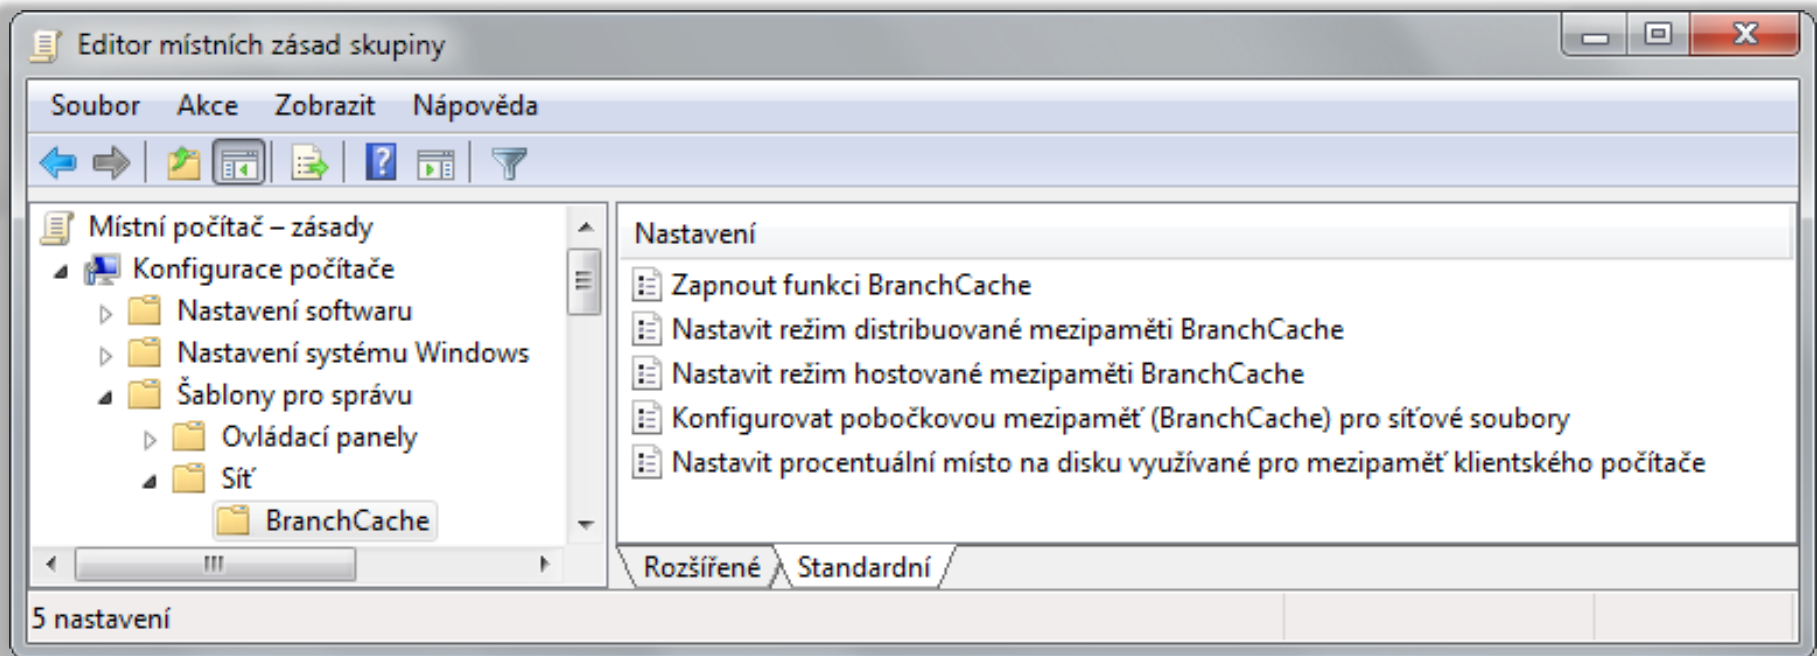 Editor místních zásad skupiny
Soubor Akce Zobrazit Nápověda
Místní počítač – zásady
Konfigurace počítače
Nastavení softwaru
Nastavení systému Windows
Šablony pro správu
Ovládací panely
Síť
BranchCache
Nastavení
Zapnout funkci BranchCache
Nastavit režim distribuované mezipaměti BranchCache
Nastavit režim hostované mezipaměti BranchCache
Konfigurovat pobočkovou mezipaměť (BranchCache) pro síťové soubory
Nastavit procentuální místo na disku využívané pro mezipaměť klientského počítače
Rozšířené Standardní
5 nastavení